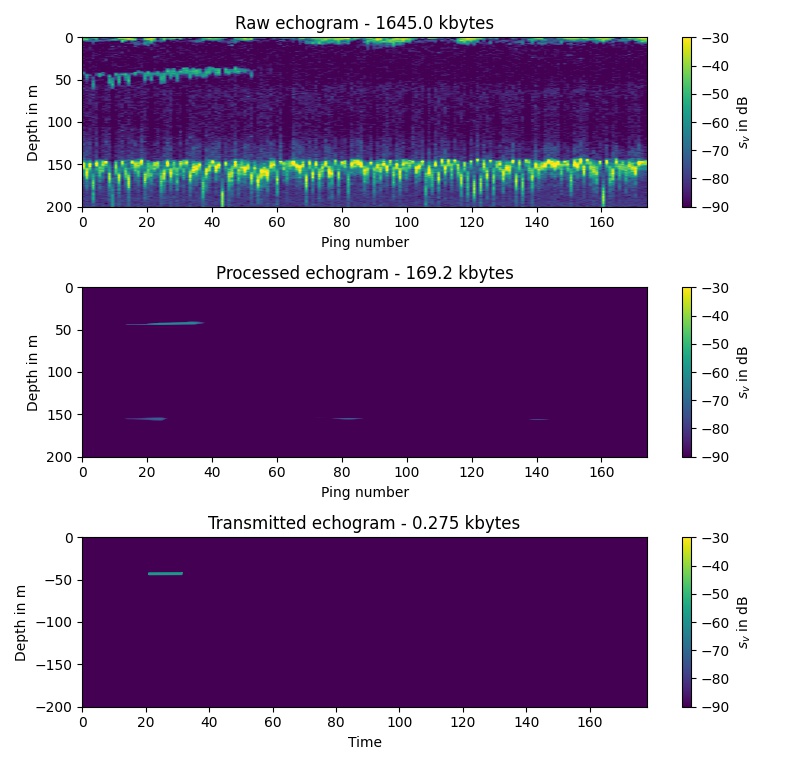 Raw echogram - 1645.0 kbytes
0
50
100
150
200
Depth in m
0 20 40 60 80 100 120 140 160
Ping number
−30
−40
−50
−60
−70
−80
−90
sv in dB
Processed echogram - 169.2 kbytes
0
50
100
150
200
Depth in m
0 20 40 60 80 100 120 140 160
Ping number
−30
−40
−50
−60
−70
−80
−90
sv in dB
Transmitted echogram - 0.275 kbytes
0
−50
−100
−150
−200
Depth in m
0 20 40 60 80 100 120 140 160
Time
−30
−40
−50
−60
−70
−80
−90
sv in dB